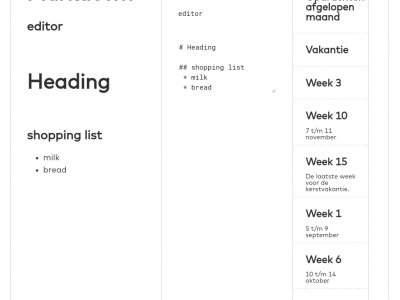 editor
Heading
shopping list
milk
bread
editor
# Heading
## shopping list
* milk
* bread
afgelopen
maand
Vakantie
Week 3
Week 10
7 t/m 11
november
Week 15
De laatste week
voor de
kerstvakantie.
Week 1
5 t/m 9
september
Week 6
10 t/m 14
oktober